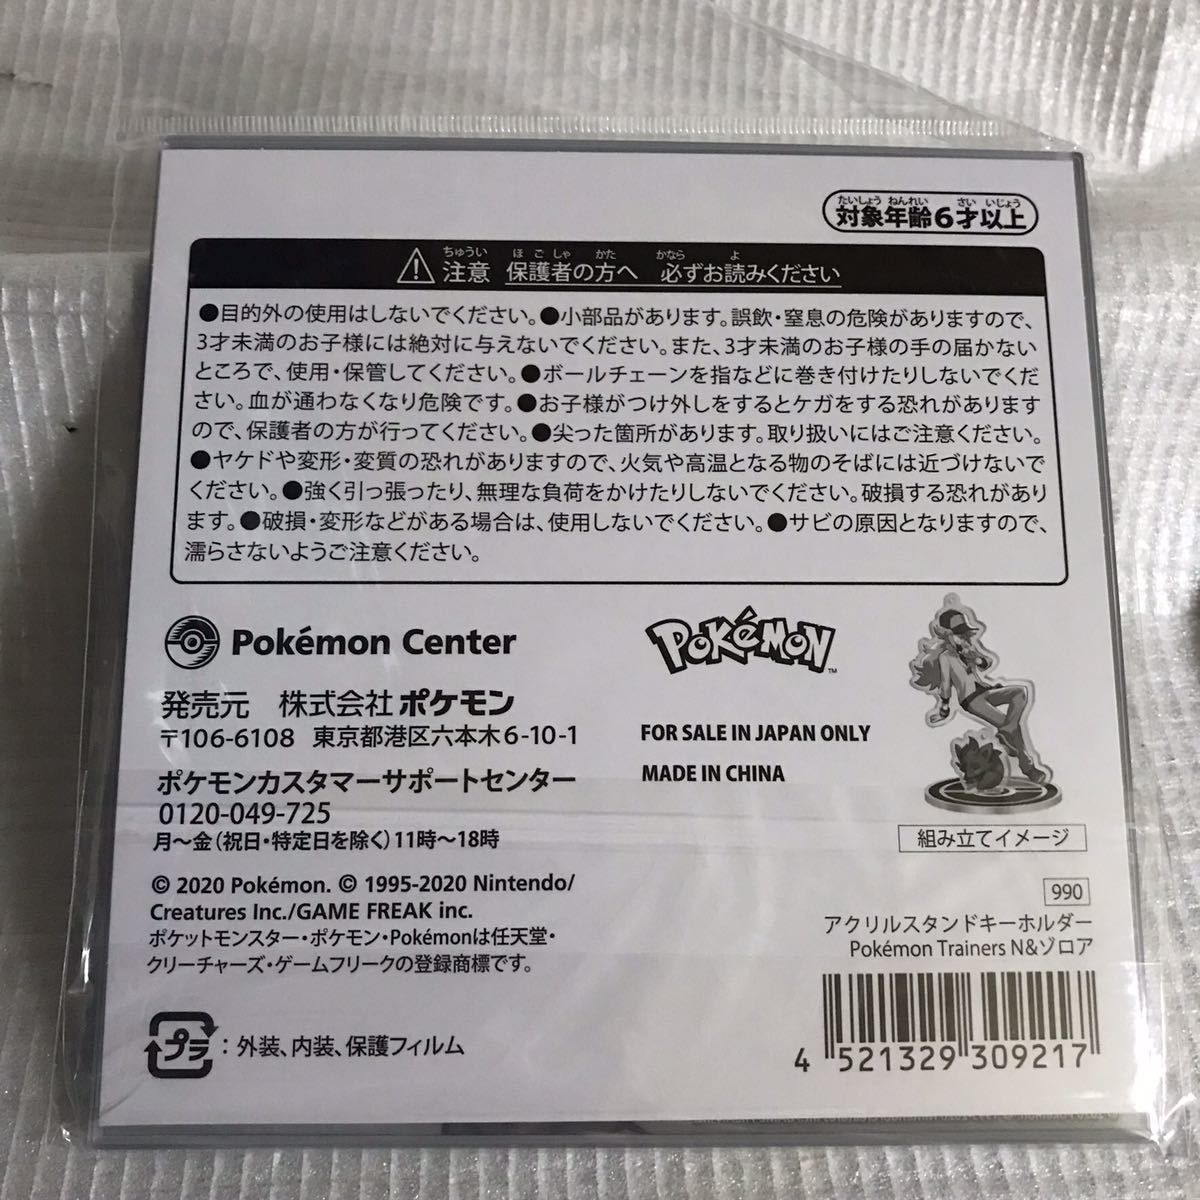 たいしょう ねんれい さい いじょう
対象年齢6才以上
ちゅうい ほごしゃ かた かなら よ
注意 保護者の方へ 必ずお読みください
●目的外の使用はしないでください。●小部品があります。誤飲・窒息の危険がありますので、
3才未満のお子様には絶対に与えないでください。また、3才未満のお子様の手の届かない
ところで、使用・保管してください。●ボールチェーンを指などに巻き付けたりしないでくだ
さい。血が通わなくなり危険です。●お子様がつけ外しをするとケガをする恐れがあります
ので、保護者の方が行ってください。●尖った箇所があります。取り扱いにはご注意ください。
●ヤケドや変形・変質の恐れがありますので、火気や高温となる物のそばには近づけないで
ください。●強く引っ張ったり、無理な負荷をかけたりしないでください。破損する恐れがあり
ます。●破損・変形などがある場合は、使用しないでください。●サビの原因となりますので、
濡らさないようご注意ください。
Pokémon Center
発売元 株式会社 ポケモン
〒106-6108 東京都港区六本木6-10-1
ポケモンカスタマーサポートセンター
0120-049-725
月〜金(祝日・特定日を除く)11時〜18時
© 2020 Pokémon. © 1995-2020 Nintendo/
Creatures Inc./GAME FREAK inc.
ポケットモンスター・ポケモン・Pokémonは任天堂・
クリーチャーズ・ゲームフリークの登録商標です。
プラ : 外装、内装、保護フィルム
POKéMON™
FOR SALE IN JAPAN ONLY
MADE IN CHINA
組み立てイメージ
990
アクリルスタンドキーホルダー
Pokémon Trainers N&ゾロア
4 521329 309217